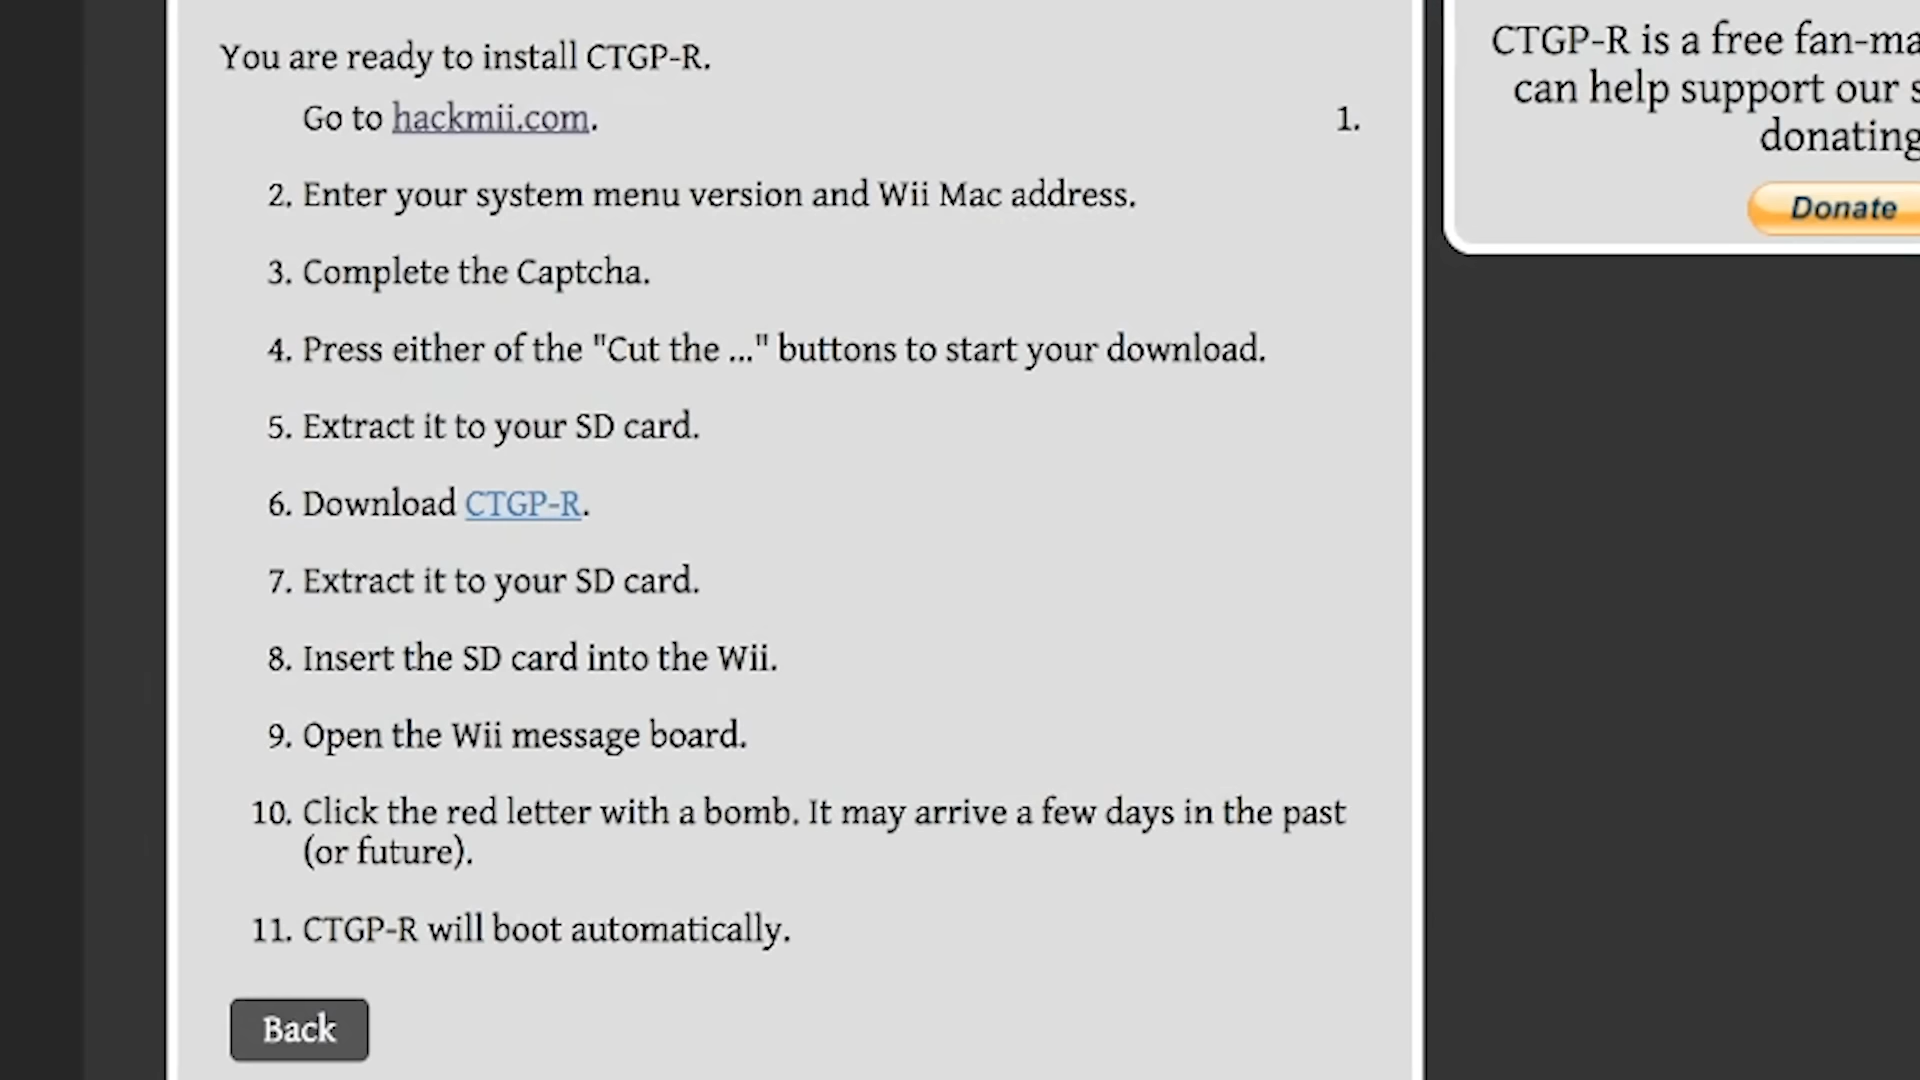 You are ready to install CTGP-R.
1. Go to hackmii.com.
2. Enter your system menu version and Wii Mac address.
3. Complete the Captcha.
4. Press either of the "Cut the ..." buttons to start your download.
5. Extract it to your SD card.
6. Download CTGP-R.
7. Extract it to your SD card.
8. Insert the SD card into the Wii.
9. Open the Wii message board.
10. Click the red letter with a bomb. It may arrive a few days in the past
(or future).
11. CTGP-R will boot automatically.
Back
CTGP-R is a free fan-ma
can help support our s
donating
Donate